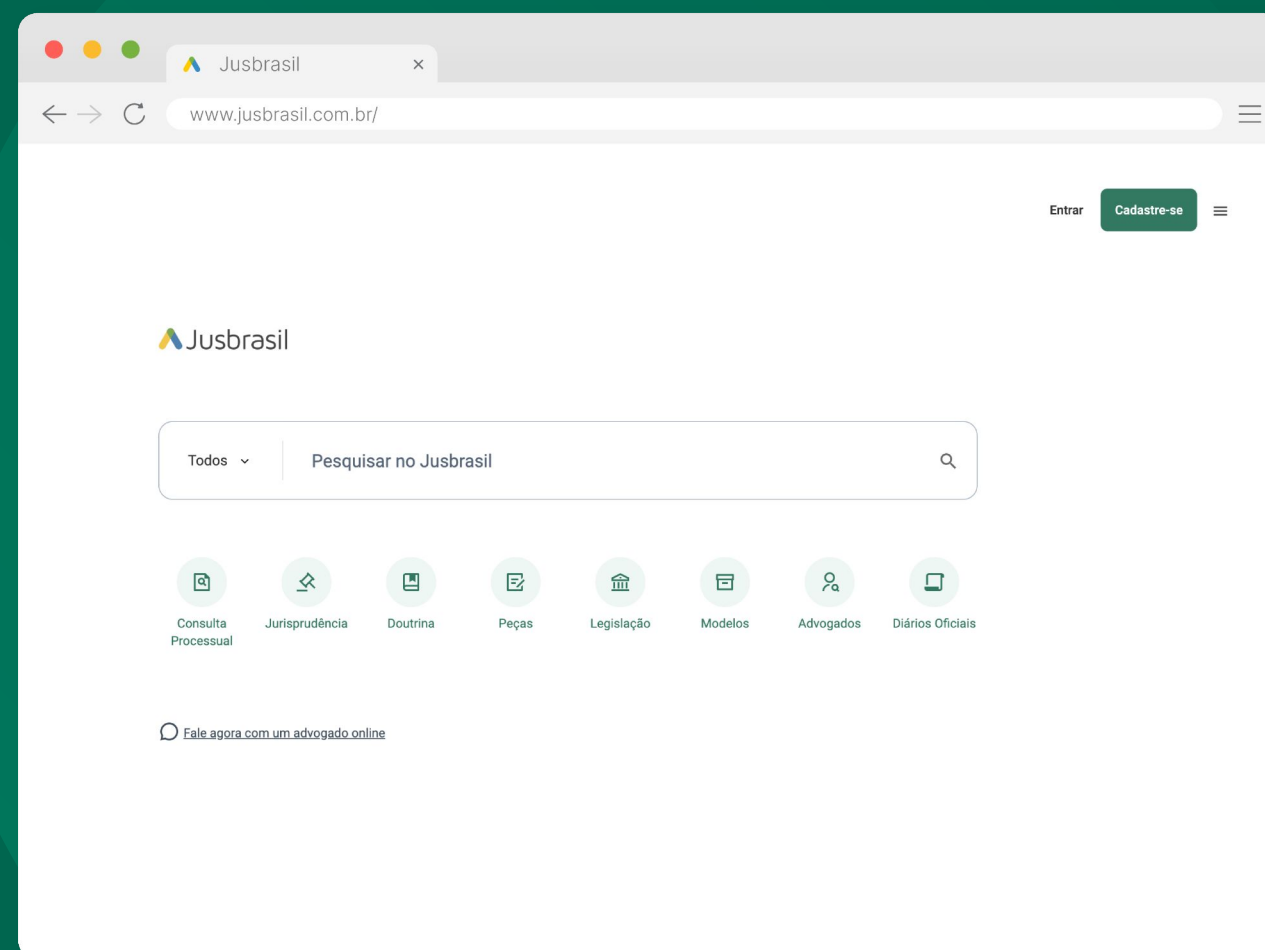 Jusbrasil
www.jusbrasil.com.br/
Entrar
Cadastre-se
Jusbrasil
Todos
Pesquisar no Jusbrasil
Consulta
Processual
Jurisprudência
Doutrina
Peças
Legislação
Modelos
Advogados
Diários Oficiais
Fale agora com um advogado online